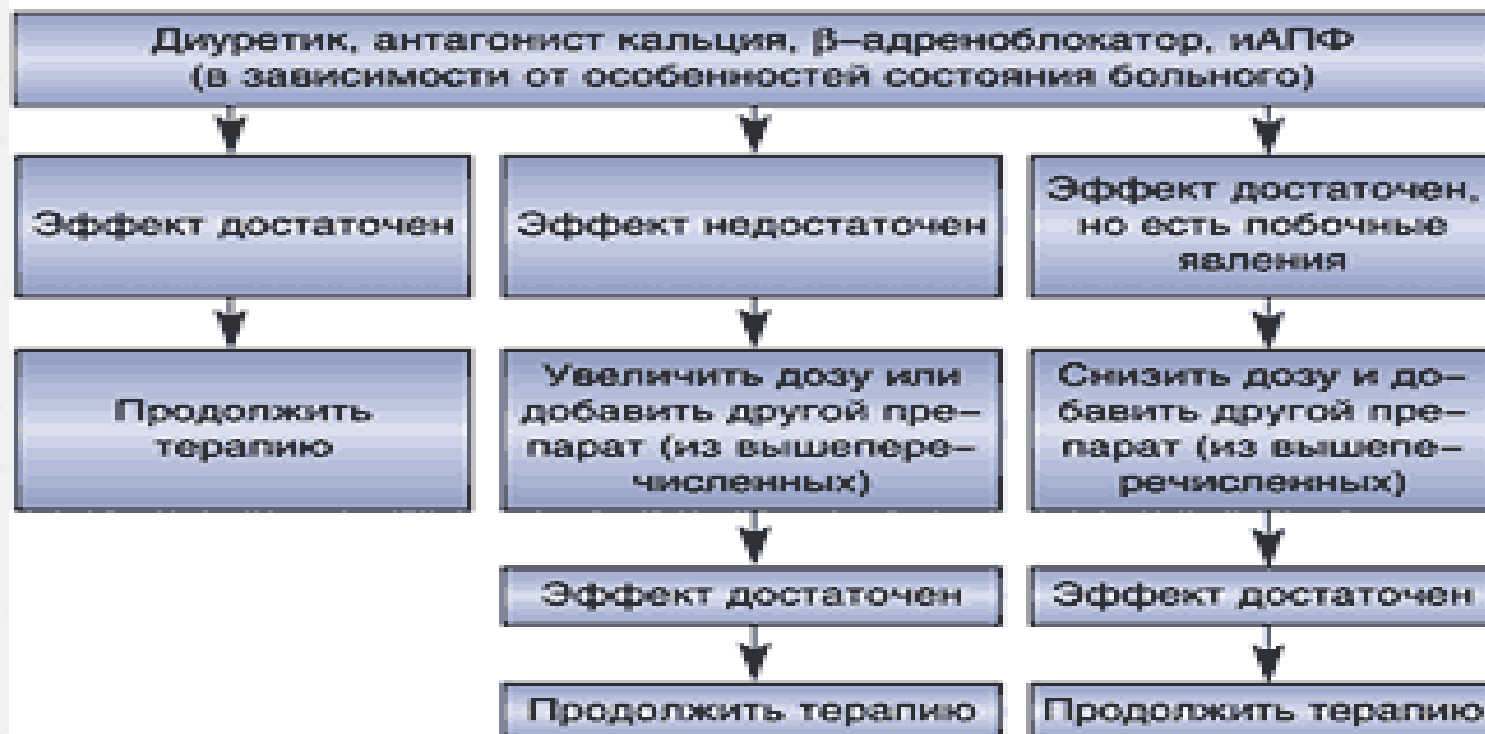 Диуретик, антагонист кальция, β–адреноблокатор, иАПФ
(в зависимости от особенностей состояния больного)
Эффект достаточен
Эффект недостаточен
Эффект достаточен,
но есть побочные
явления
Продолжить
терапию
Увеличить дозу или
добавить другой пре–
парат (из вышепере–
численных)
Снизить дозу и до–
бавить другой пре–
парат (из вышепе–
речисленных)
Эффект достаточен
Эффект достаточен
Продолжить терапию
Продолжить терапию